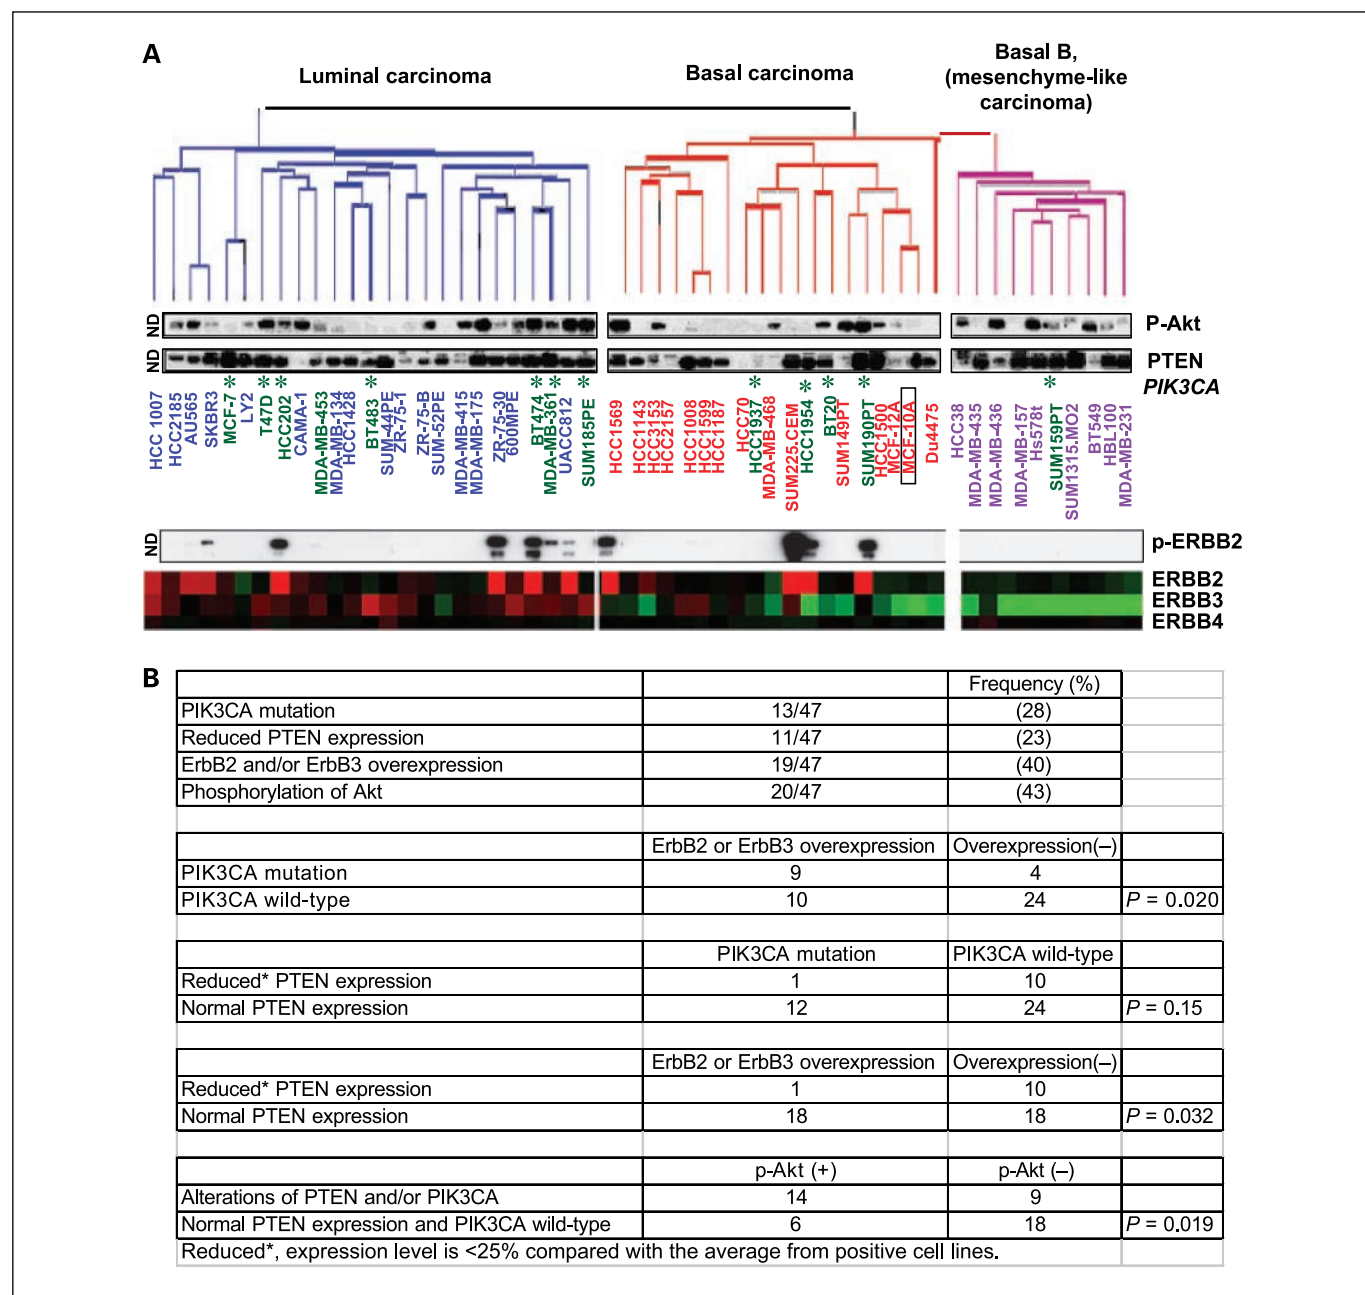 A
Luminal carcinoma
Basal carcinoma
Basal B,
(mesenchyme-like
carcinoma)
ND
P-Akt
ND
PTEN
PIK3CA
* * * * * * * * * * * *
HCC 1007
HCC2185
AU565
SKBR3
MCF-7
LY2
T47D
HCC202
CAMA-1
MDA-MB-453
MDA-MB-134
HCC1428
BT483
SUM-44PE
ZR-75-1
ZR-75-B
SUM-52PE
MDA-MB-415
MDA-MB-175
ZR-75-30
600MPE
BT474
MDA-MB-361
UACC812
SUM185PE
HCC1569
HCC1143
HCC3153
HCC2157
HCC1008
HCC1599
HCC1187
HCC70
HCC1937
MDA-MB-468
SUM225.CEM
HCC1954
BT20
SUM149PT
SUM190PT
HCC1500
MCF-12A
MCF-10A
Du4475
HCC38
MDA-MB-435
MDA-MB-436
MDA-MB-157
Hs578t
SUM159PT
SUM1315.MO2
BT549
HBL100
MDA-MB-231
ND
p-ERBB2
ERBB2
ERBB3
ERBB4
B
Frequency (%)
PIK3CA mutation 13/47 (28)
Reduced PTEN expression 11/47 (23)
ErbB2 and/or ErbB3 overexpression 19/47 (40)
Phosphorylation of Akt 20/47 (43)
ErbB2 or ErbB3 overexpression Overexpression(–)
PIK3CA mutation 9 4
PIK3CA wild-type 10 24 P = 0.020
PIK3CA mutation PIK3CA wild-type
Reduced* PTEN expression 1 10
Normal PTEN expression 12 24 P = 0.15
ErbB2 or ErbB3 overexpression Overexpression(–)
Reduced* PTEN expression 1 10
Normal PTEN expression 18 18 P = 0.032
p-Akt (+) p-Akt (–)
Alterations of PTEN and/or PIK3CA 14 9
Normal PTEN expression and PIK3CA wild-type 6 18 P = 0.019
Reduced*, expression level is <25% compared with the average from positive cell lines.